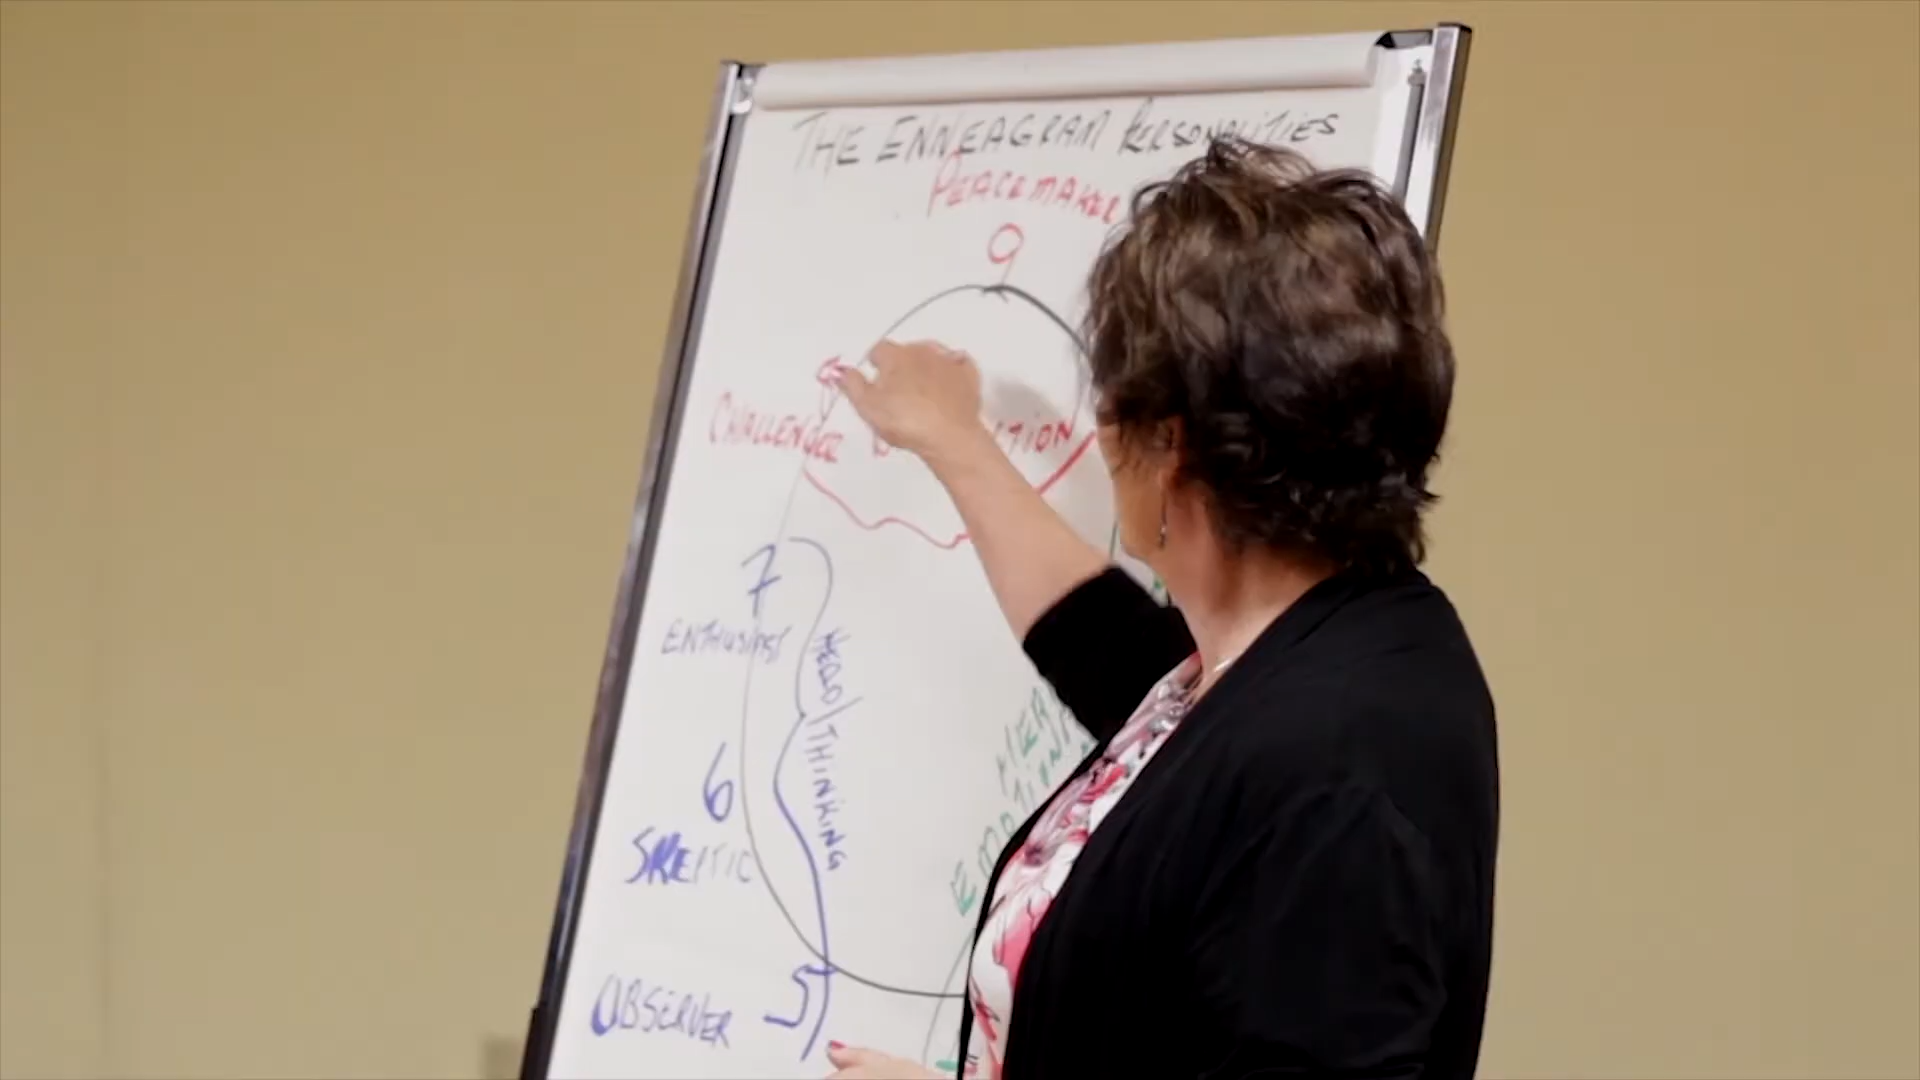 THE ENNEAGRAM PERSONALITIES
PEACEMAKER
9
CHALLENGER
7
ENTHUSIAST
HEAD/THINKING
6
SKEPTIC
OBSERVER 5